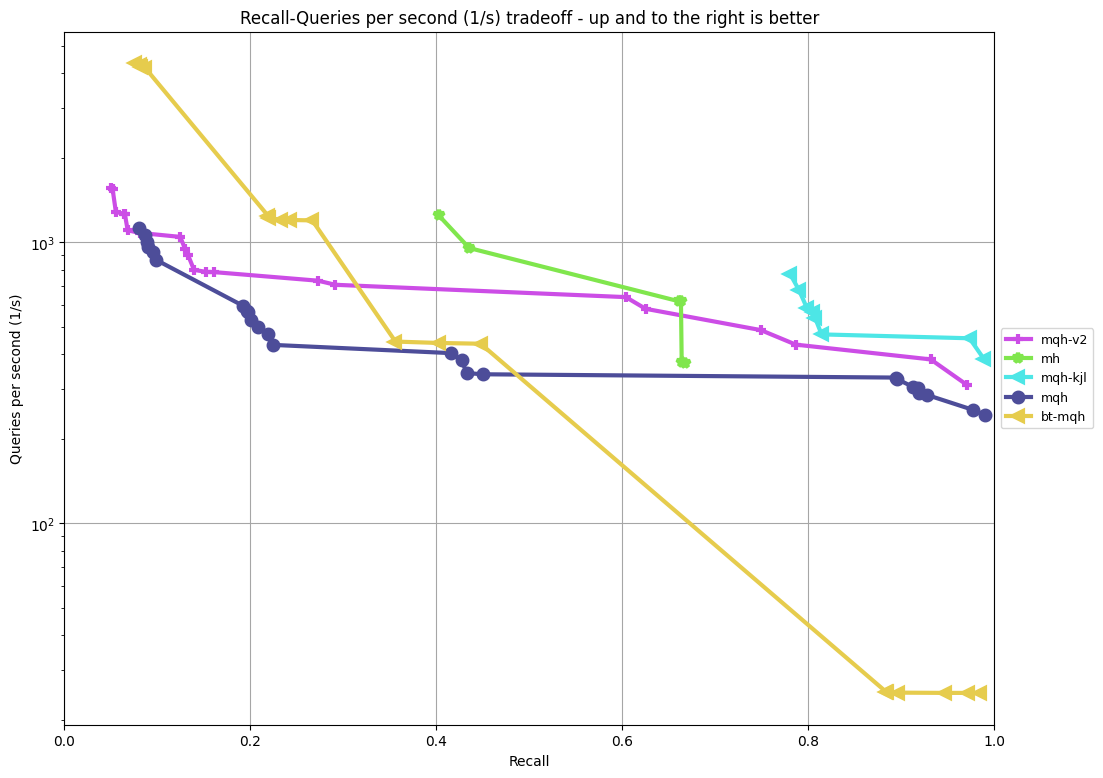 Recall-Queries per second (1/s) tradeoff - up and to the right is better
Queries per second (1/s)
10³
10²
0.0 0.2 0.4 0.6 0.8 1.0
Recall
mqh-v2
mh
mqh-kjl
mqh
bt-mqh